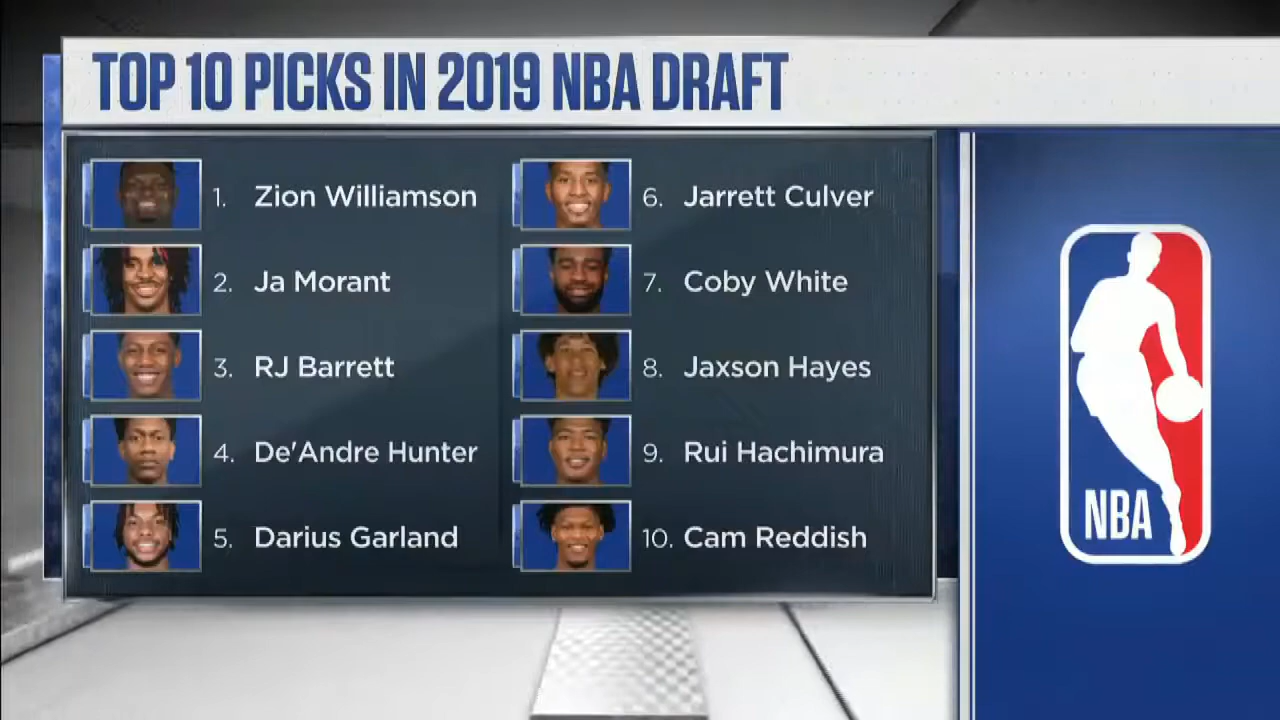 TOP 10 PICKS IN 2019 NBA DRAFT
1. Zion Williamson
2. Ja Morant
3. RJ Barrett
4. De'Andre Hunter
5. Darius Garland
6. Jarrett Culver
7. Coby White
8. Jaxson Hayes
9. Rui Hachimura
10. Cam Reddish
NBA